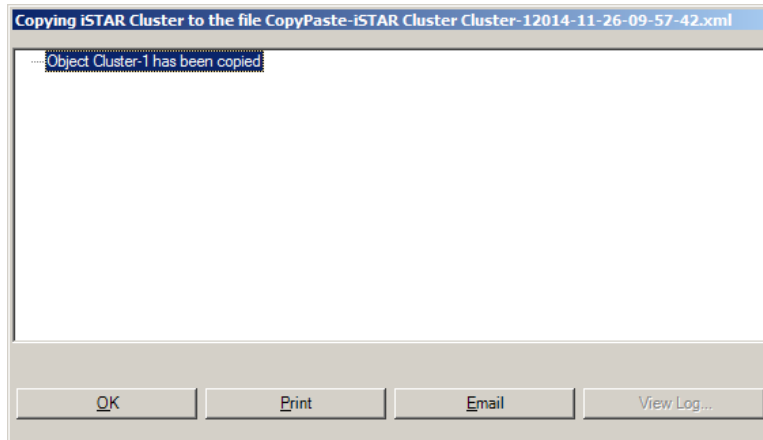 Copying iSTAR Cluster to the file CopyPaste-iSTAR Cluster Cluster-12014-11-26-09-57-42.xml
Object Cluster-1 has been copied
OK Print Email View Log...